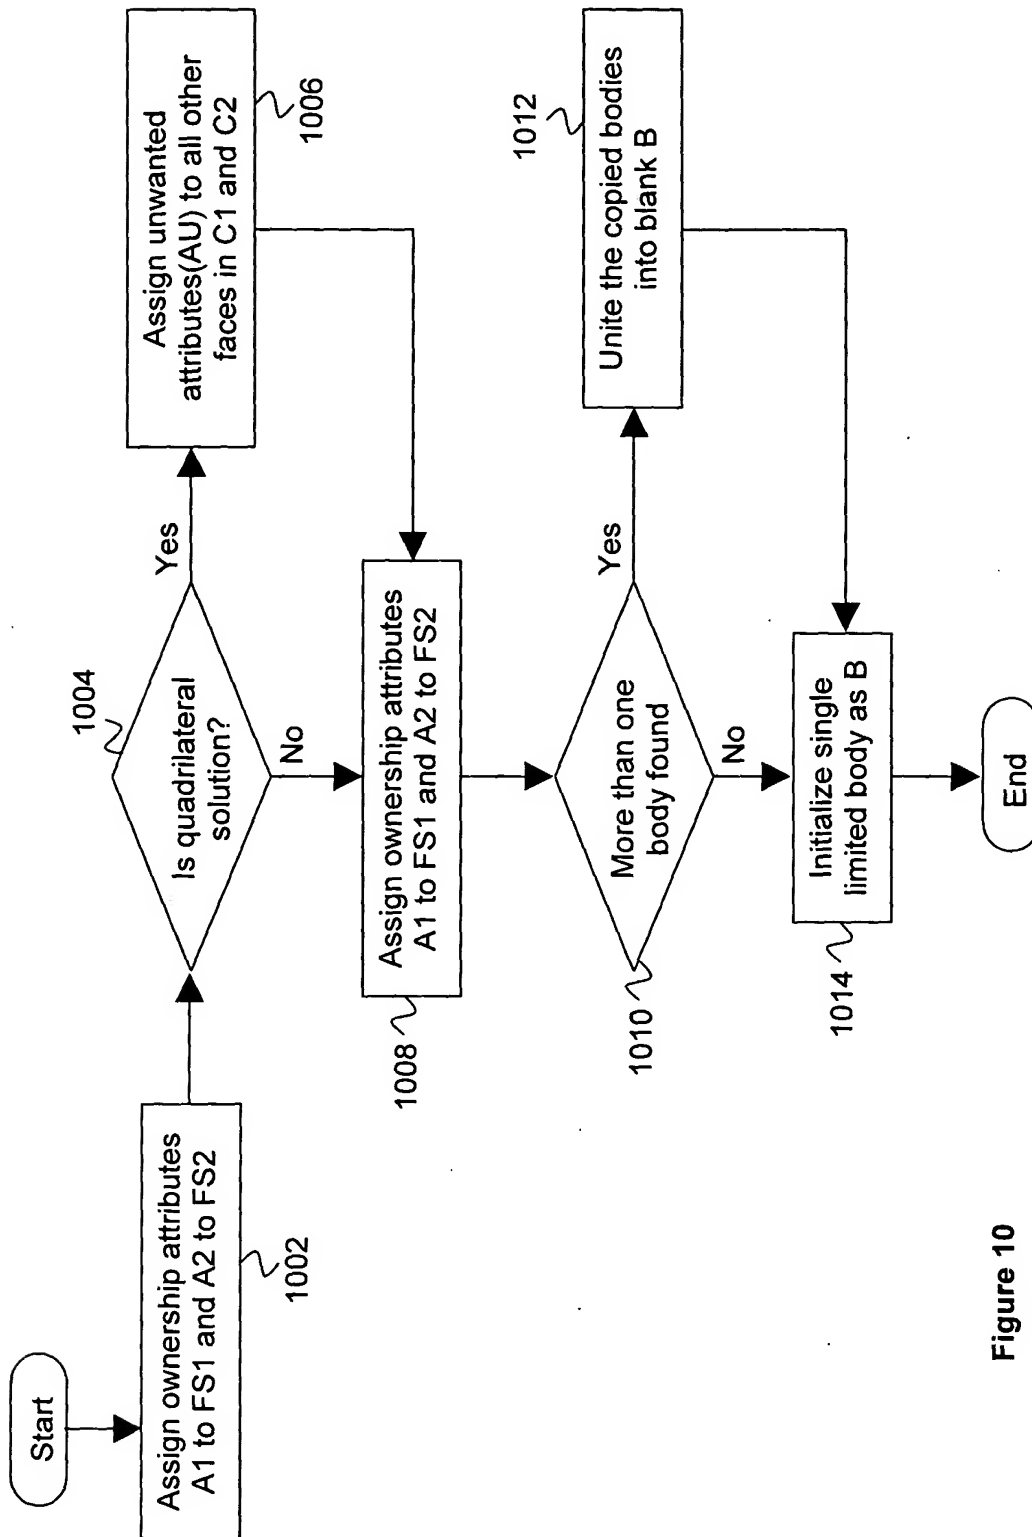 Start
Assign ownership attributes
A1 to FS1 and A2 to FS2
1002
Is quadrilateral
solution?
1004
Yes
No
Assign unwanted
attributes(AU) to all other
faces in C1 and C2
1006
Assign ownership attributes
A1 to FS1 and A2 to FS2
1008
More than one
body found
1010
Yes
No
Unite the copied bodies
into blank B
1012
Initialize single
limited body as B
1014
End
Figure 10